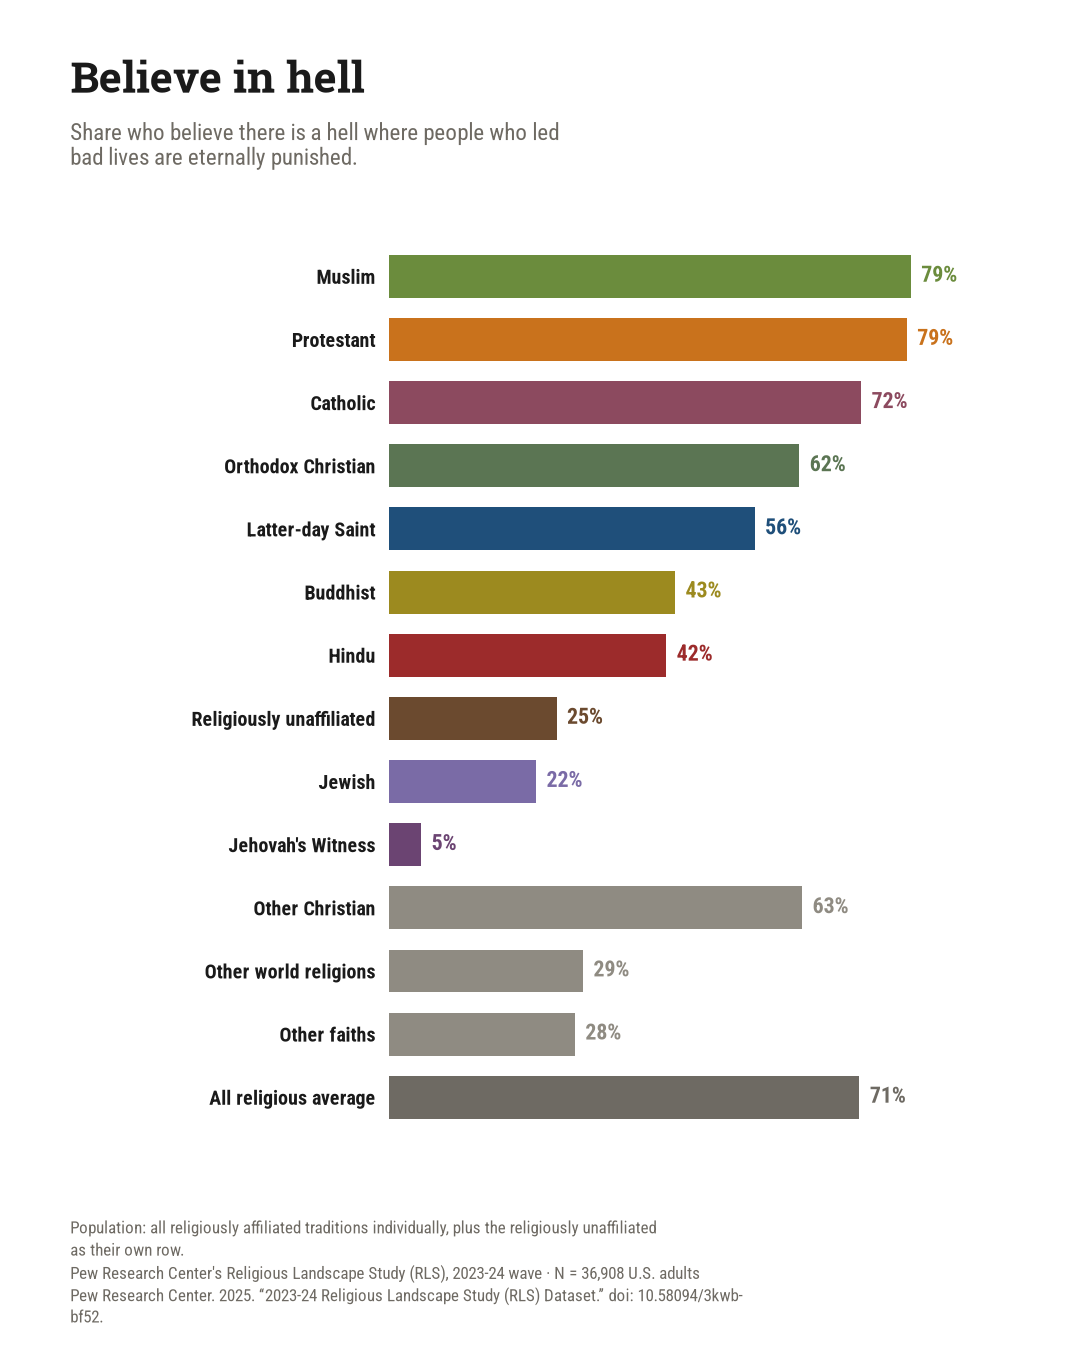 Believe in hell
Share who believe there is a hell where people who led
bad lives are eternally punished.
Muslim 79%
Protestant 79%
Catholic 72%
Orthodox Christian 62%
Latter-day Saint 56%
Buddhist 43%
Hindu 42%
Religiously unaffiliated 25%
Jewish 22%
Jehovah's Witness 5%
Other Christian 63%
Other world religions 29%
Other faiths 28%
All religious average 71%
Population: all religiously affiliated traditions individually, plus the religiously unaffiliated
as their own row.
Pew Research Center's Religious Landscape Study (RLS), 2023-24 wave · N = 36,908 U.S. adults
Pew Research Center. 2025. “2023-24 Religious Landscape Study (RLS) Dataset.” doi: 10.58094/3kwb-
bf52.